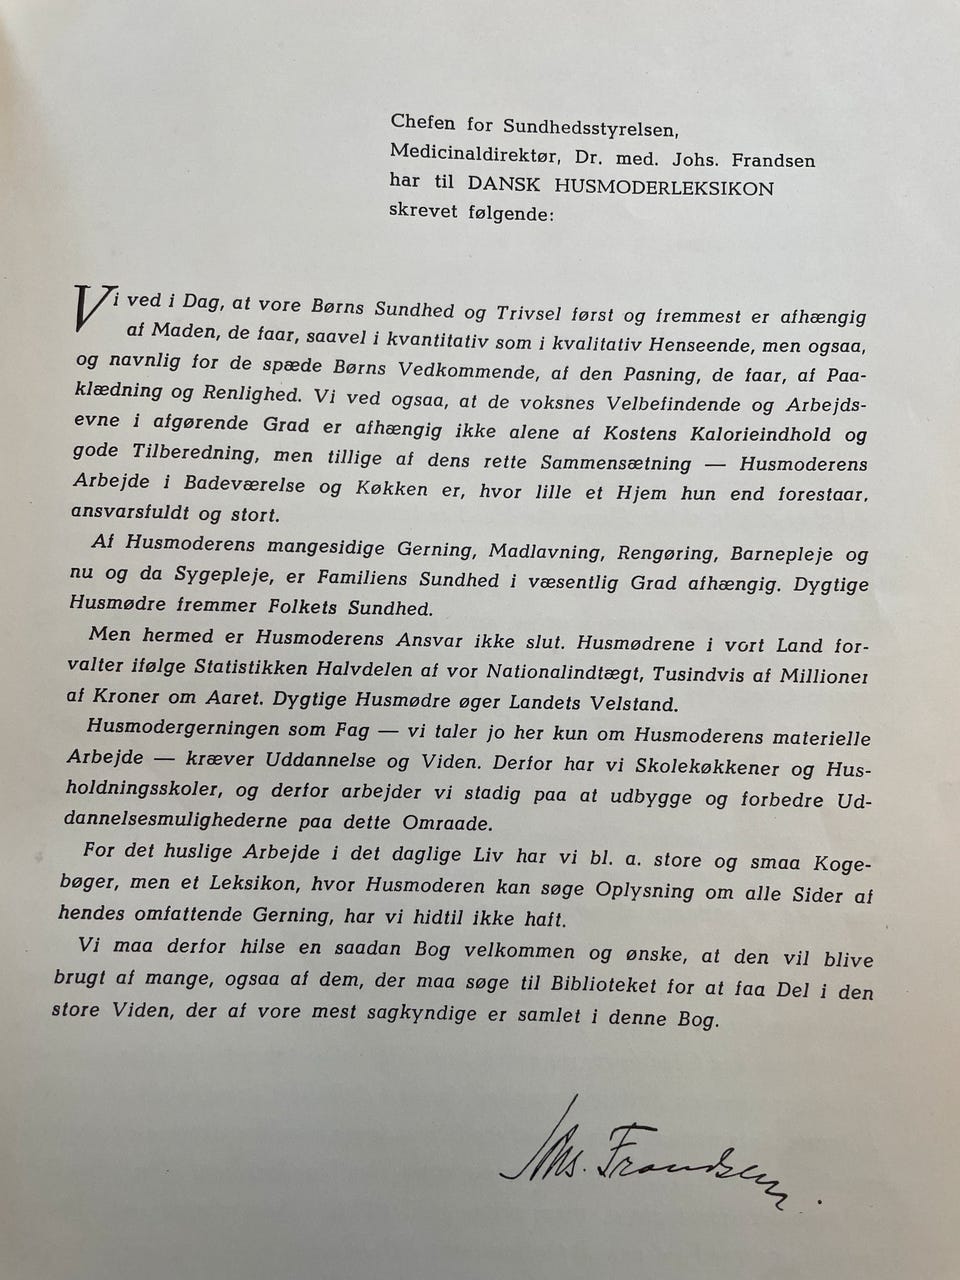 Chefen for Sundhedsstyrelsen,
Medicinaldirektør, Dr. med. Johs. Frandsen
har til DANSK HUSMODERLEKSIKON
skrevet følgende:
Vi ved i Dag, at vore Børns Sundhed og Trivsel først og fremmest er afhængig
af Maden, de faar, saavel i kvantitativ som i kvalitativ Henseende, men ogsaa,
og navnlig for de spæde Børns Vedkommende, af den Pasning, de faar, af Paa-
klædning og Renlighed. Vi ved ogsaa, at de voksnes Velbefindende og Arbejds-
evne i afgørende Grad er afhængig ikke alene af Kostens Kalorieindhold og
gode Tilberedning, men tillige af dens rette Sammensætning — Husmoderens
Arbejde i Badeværelse og Køkken er, hvor lille et Hjem hun end forestaar,
ansvarsfuldt og stort.
Af Husmoderens mangesidige Gerning, Madlavning, Rengøring, Barnepleje og
nu og da Sygepleje, er Familiens Sundhed i væsentlig Grad afhængig. Dygtige
Husmødre fremmer Folkets Sundhed.
Men hermed er Husmoderens Ansvar ikke slut. Husmødrene i vort Land for-
valter ifølge Statistikken Halvdelen af vor Nationalindtægt, Tusindvis af Millioner
af Kroner om Aaret. Dygtige Husmødre øger Landets Velstand.
Husmodergerningen som Fag — vi taler jo her kun om Husmoderens materielle
Arbejde — kræver Uddannelse og Viden. Derfor har vi Skolekøkkener og Hus-
holdningsskoler, og derfor arbejder vi stadig paa at udbygge og forbedre Ud-
dannelsesmulighederne paa dette Omraade.
For det huslige Arbejde i det daglige Liv har vi bl. a. store og smaa Koge-
bøger, men et Leksikon, hvor Husmoderen kan søge Oplysning om alle Sider af
hendes omfattende Gerning, har vi hidtil ikke haft.
Vi maa derfor hilse en saadan Bog velkommen og ønske, at den vil blive
brugt af mange, ogsaa af dem, der maa søge til Biblioteket for at faa Del i den
store Viden, der af vore mest sagkyndige er samlet i denne Bog.
Johs. Frandsen.